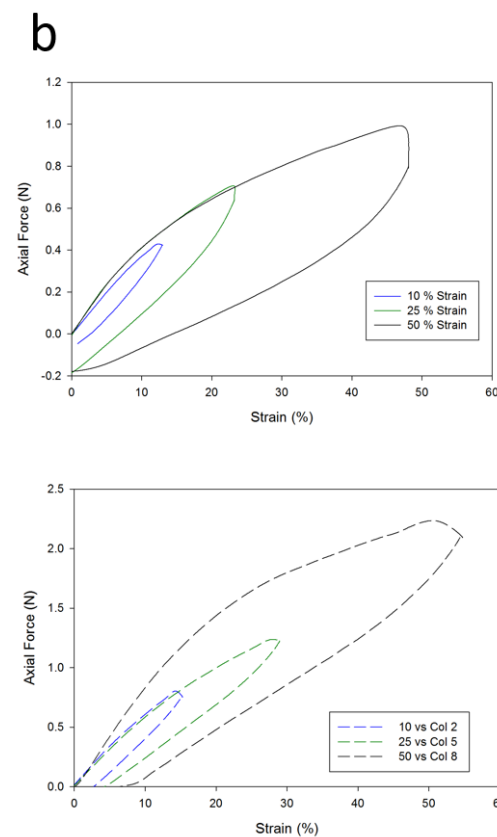 b
1.2
1.0
0.8
0.6
0.4
0.2
0.0
-0.2
Axial Force (N)
10 % Strain
25 % Strain
50 % Strain
0 10 20 30 40 50 60
Strain (%)
2.5
2.0
1.5
1.0
0.5
0.0
Axial Force (N)
10 vs Col 2
25 vs Col 5
50 vs Col 8
0 10 20 30 40 50
Strain (%)